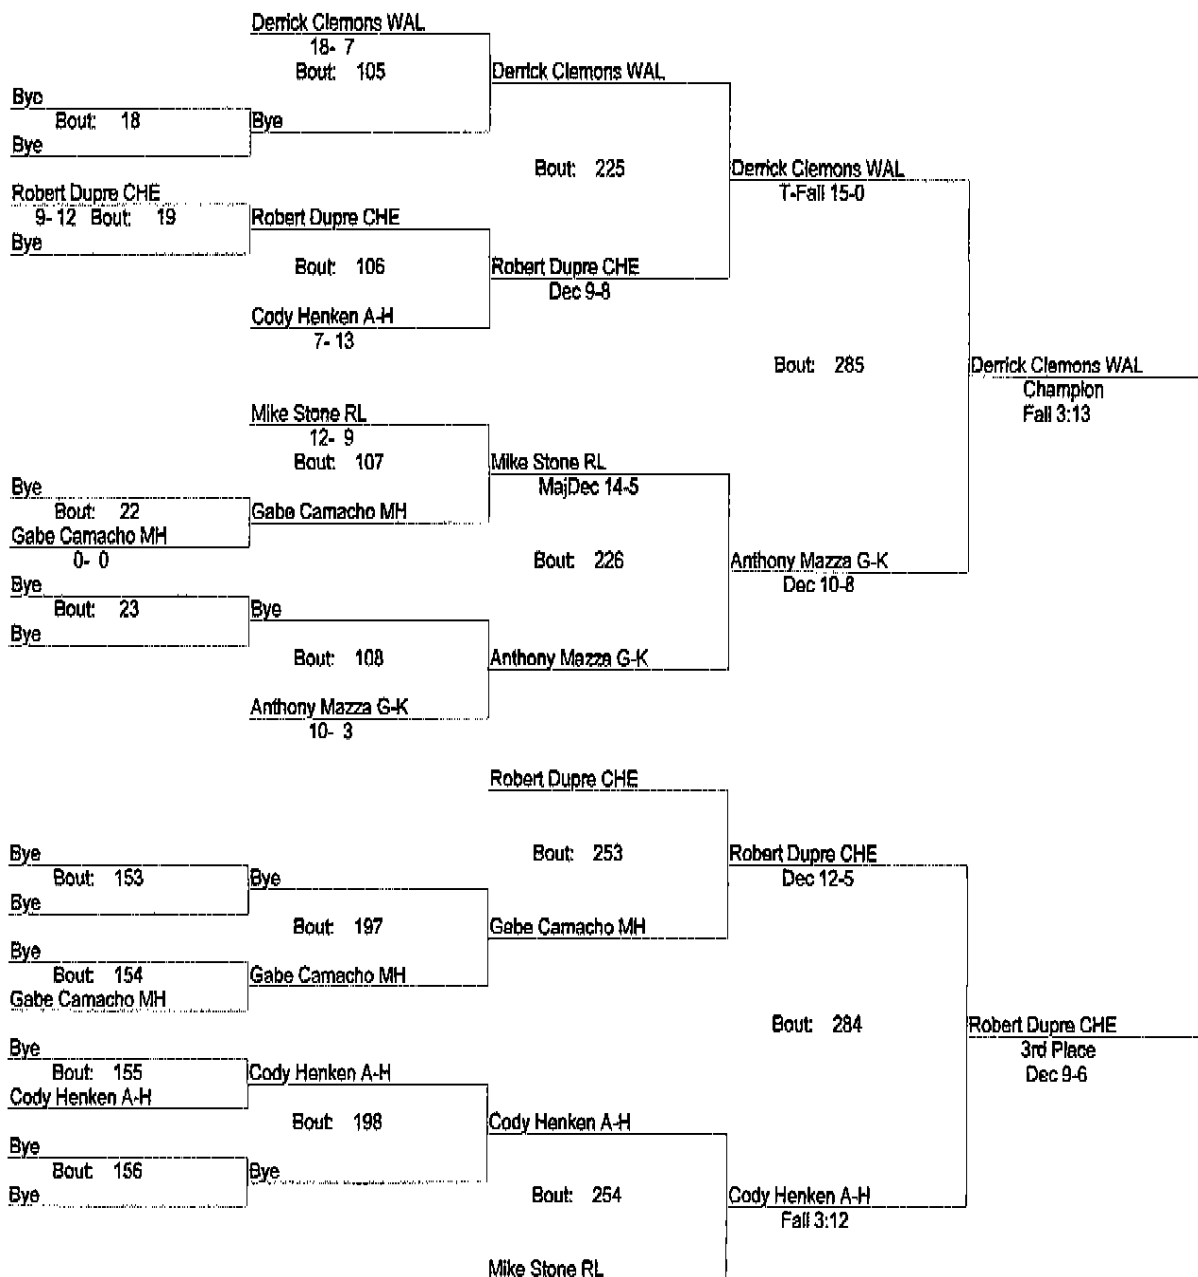 Derrick Clemons WAL
18- 7
Bout: 105
Derrick Clemons WAL
Bye
Bout: 18
Bye
Bye
Bout: 225
Derrick Clemons WAL
T-Fall 15-0
Robert Dupre CHE
9- 12 Bout: 19
Robert Dupre CHE
Bye
Bout: 106
Robert Dupre CHE
Dec 9-8
Cody Henken A-H
7- 13
Bout: 285
Derrick Clemons WAL
Champion
Fall 3:13
Mike Stone RL
12- 9
Bout: 107
Mike Stone RL
MajDec 14-5
Bye
Bout: 22
Gabe Camacho MH
Gabe Camacho MH
0- 0
Bout: 226
Anthony Mazza G-K
Dec 10-8
Bye
Bout: 23
Bye
Bye
Bout: 108
Anthony Mazza G-K
Anthony Mazza G-K
10- 3
Robert Dupre CHE
Bout: 253
Robert Dupre CHE
Dec 12-5
Bye
Bout: 153
Bye
Bye
Bout: 197
Gabe Camacho MH
Bye
Bout: 154
Gabe Camacho MH
Gabe Camacho MH
Bout: 284
Robert Dupre CHE
3rd Place
Dec 9-6
Bye
Bout: 155
Cody Henken A-H
Cody Henken A-H
Bout: 198
Cody Henken A-H
Bye
Bout: 156
Bye
Bye
Bout: 254
Cody Henken A-H
Fall 3:12
Mike Stone RL